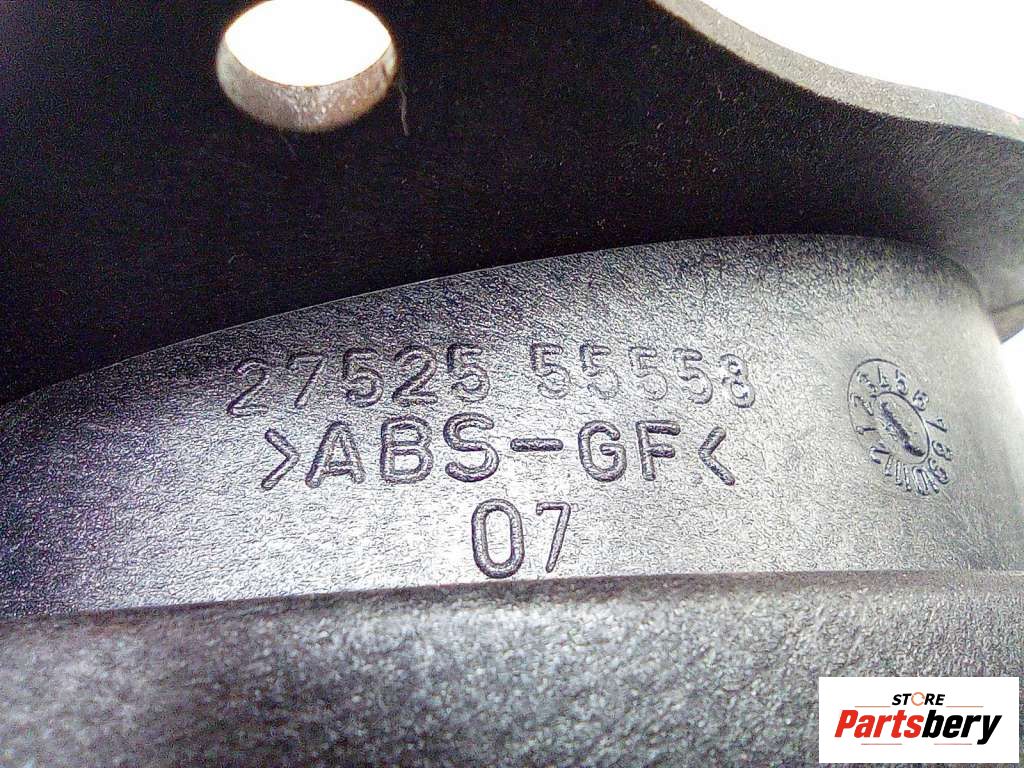 27525 55558
>ABS-GF<
07
STORE
Partsbery